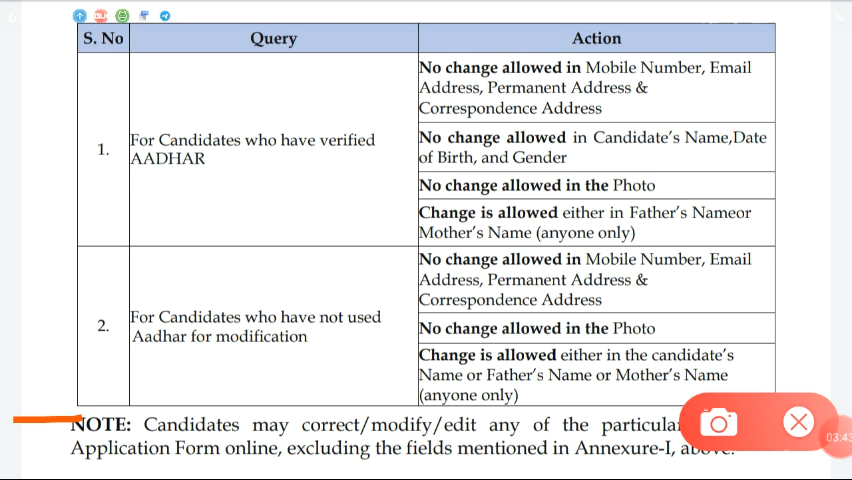 S. No Query Action
No change allowed in Mobile Number, Email
Address, Permanent Address &
Correspondence Address
1.
For Candidates who have verified
AADHAR
No change allowed in Candidate's Name,Date
of Birth, and Gender
No change allowed in the Photo
Change is allowed either in Father's Nameor
Mother's Name (anyone only)
2.
For Candidates who have not used
Aadhar for modification
No change allowed in Mobile Number, Email
Address, Permanent Address &
Correspondence Address
No change allowed in the Photo
Change is allowed either in the candidate's
Name or Father's Name or Mother's Name
(anyone only)
NOTE: Candidates may correct/modify/edit any of the
Application Form online, excluding the fields mentioned in Annexure-I,
03:43